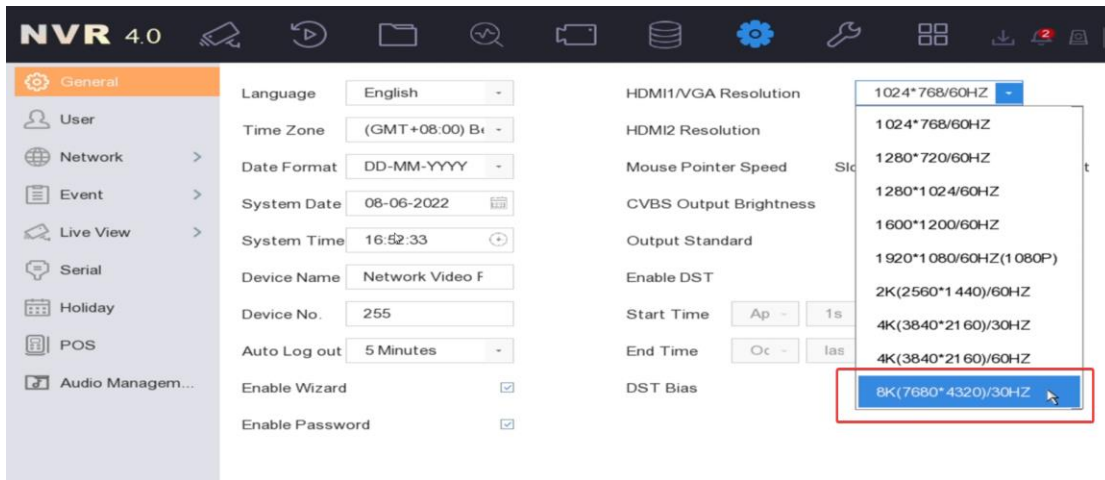 NVR 4.0
2
General
User
Network >
Event >
Live View >
Serial
Holiday
POS
Audio Managem...
Language English
Time Zone (GMT+08:00) Be
Date Format DD-MM-YYYY
System Date 08-06-2022
System Time 16:52:33
Device Name Network Video F
Device No. 255
Auto Log out 5 Minutes
Enable Wizard
Enable Password
HDMI1/VGA Resolution 1024*768/60HZ
HDMI2 Resolution
Mouse Pointer Speed Slo
CVBS Output Brightness
Output Standard
Enable DST
Start Time Ap 1s
End Time Oc las
DST Bias
1024*768/60HZ
1280*720/60HZ
1280*1024/60HZ
1600*1200/60HZ
1920*1080/60HZ(1080P)
2K(2560*1440)/60HZ
4K(3840*2160)/30HZ
4K(3840*2160)/60HZ
8K(7680*4320)/30HZ